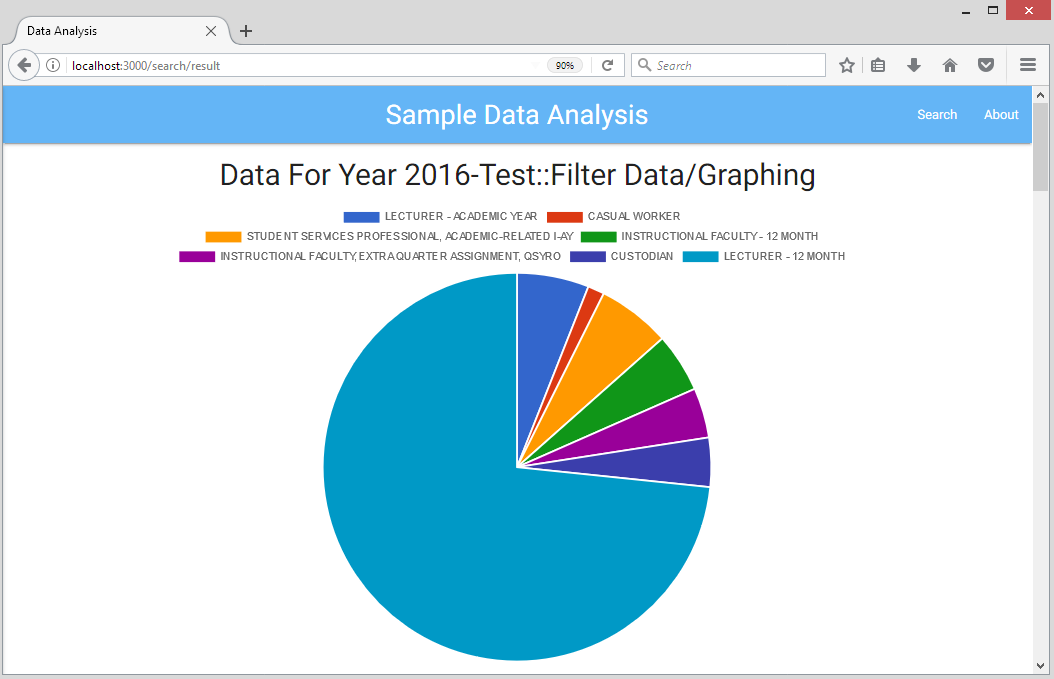 Data Analysis
localhost:3000/search/result
90%
Search
Sample Data Analysis
Search
About
Data For Year 2016-Test::Filter Data/Graphing
LECTURER - ACADEMIC YEAR CASUAL WORKER
STUDENT SERVICES PROFESSIONAL, ACADEMIC-RELATED I-AY INSTRUCTIONAL FACULTY - 12 MONTH
INSTRUCTIONAL FACULTY, EXTRA QUARTER ASSIGNMENT, QSYRO CUSTODIAN LECTURER - 12 MONTH